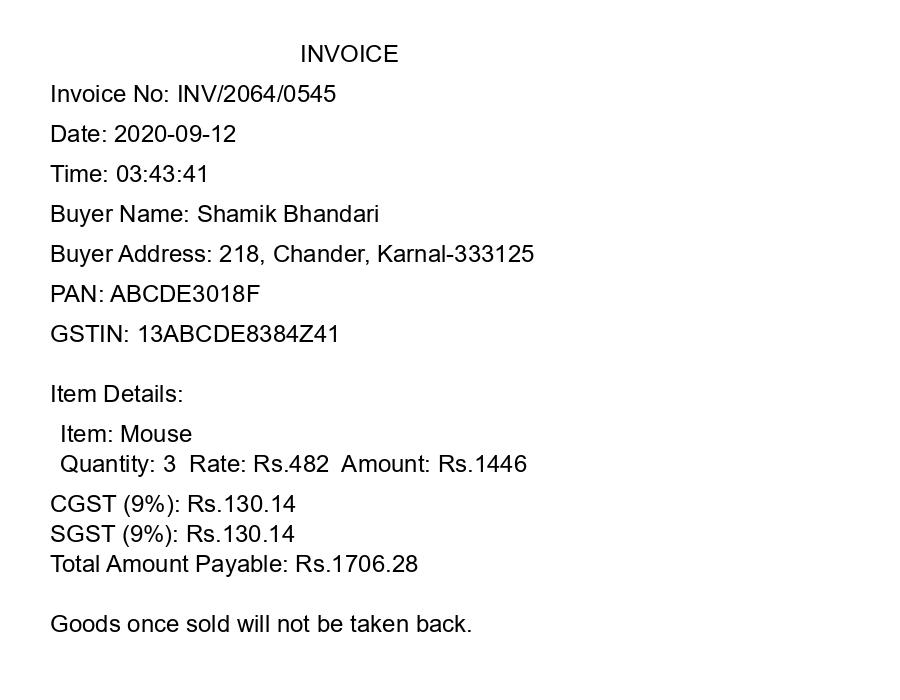 INVOICE
Invoice No: INV/2064/0545
Date: 2020-09-12
Time: 03:43:41
Buyer Name: Shamik Bhandari
Buyer Address: 218, Chander, Karnal-333125
PAN: ABCDE3018F
GSTIN: 13ABCDE8384Z41
Item Details:
Item: Mouse
Quantity: 3  Rate: Rs.482  Amount: Rs.1446
CGST (9%): Rs.130.14
SGST (9%): Rs.130.14
Total Amount Payable: Rs.1706.28
Goods once sold will not be taken back.